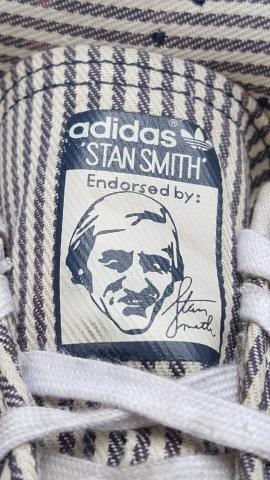 adidas®
"STAN SMITH"
Endorsed by:
Stan
Smith